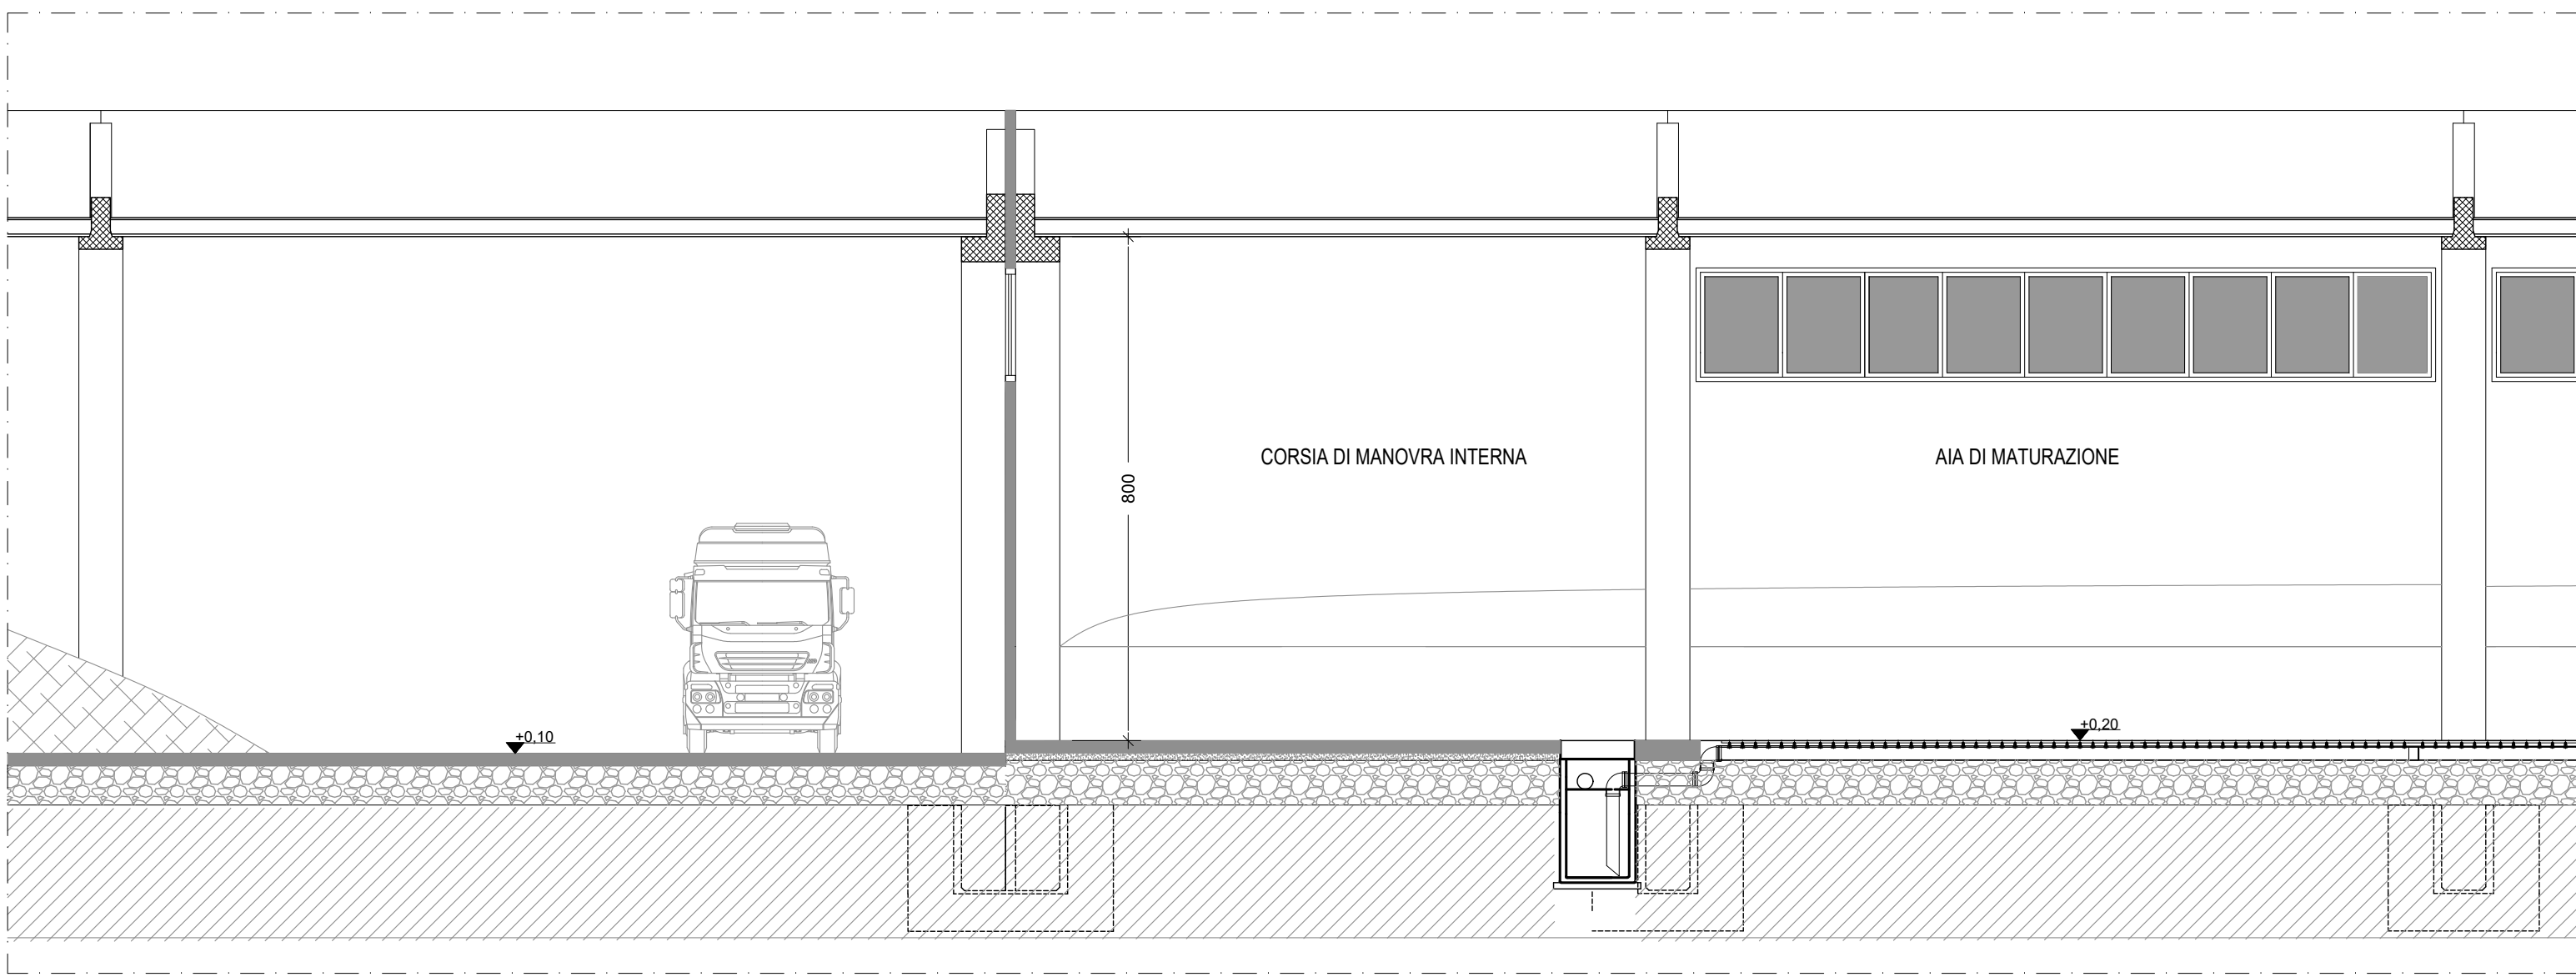 CORSIA DI MANOVRA INTERNA
AIA DI MATURAZIONE
800
+0,10
+0,20